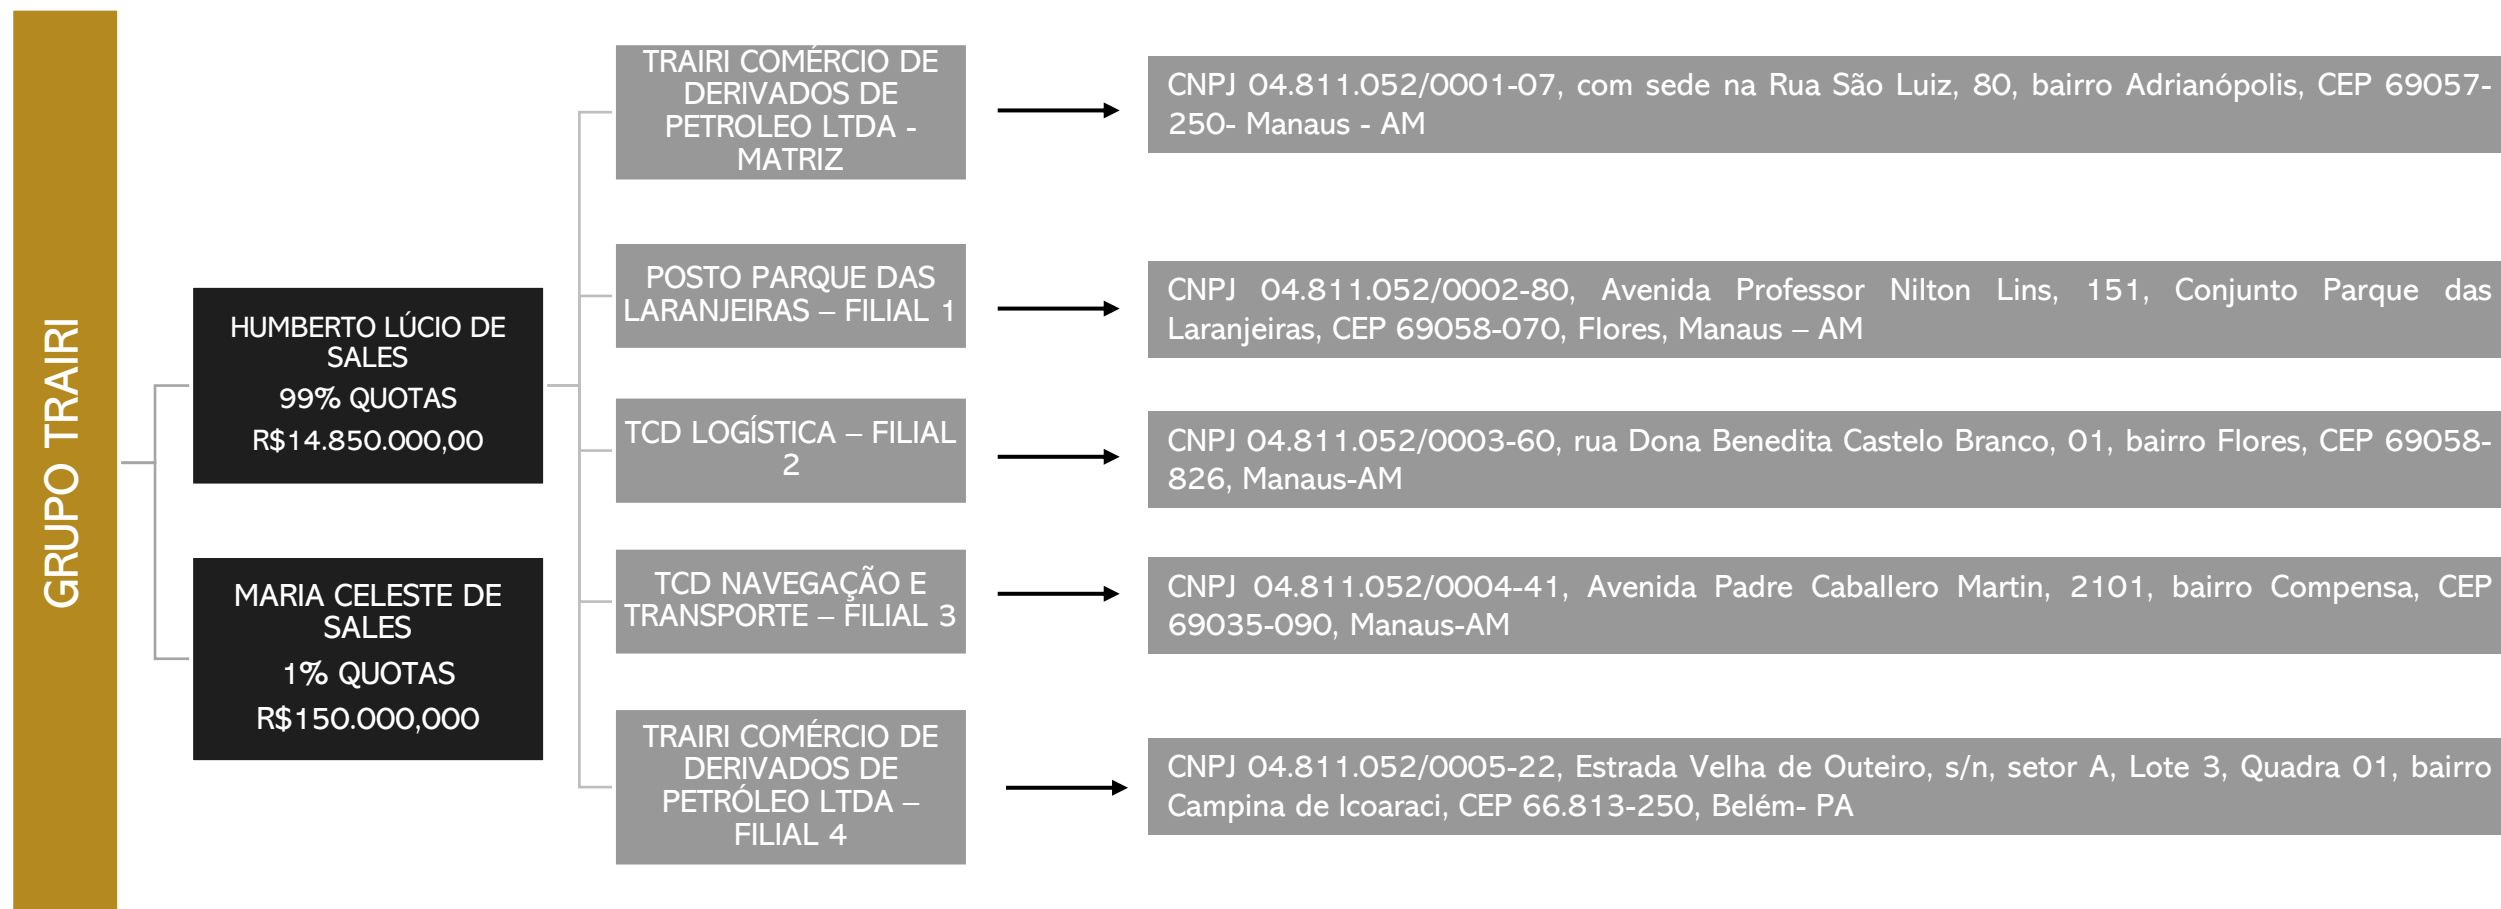 GRUPO TRAIRI
HUMBERTO LÚCIO DE
SALES
99% QUOTAS
R$14.850.000,00
MARIA CELESTE DE
SALES
1% QUOTAS
R$150.000,000
TRAIRI COMÉRCIO DE
DERIVADOS DE
PETROLEO LTDA -
MATRIZ
CNPJ 04.811.052/0001-07, com sede na Rua São Luiz, 80, bairro Adrianópolis, CEP 69057-
250- Manaus - AM
POSTO PARQUE DAS
LARANJEIRAS – FILIAL 1
CNPJ 04.811.052/0002-80, Avenida Professor Nilton Lins, 151, Conjunto Parque das
Laranjeiras, CEP 69058-070, Flores, Manaus – AM
TCD LOGÍSTICA – FILIAL
2
CNPJ 04.811.052/0003-60, rua Dona Benedita Castelo Branco, 01, bairro Flores, CEP 69058-
826, Manaus-AM
TCD NAVEGAÇÃO E
TRANSPORTE – FILIAL 3
CNPJ 04.811.052/0004-41, Avenida Padre Caballero Martin, 2101, bairro Compensa, CEP
69035-090, Manaus-AM
TRAIRI COMÉRCIO DE
DERIVADOS DE
PETRÓLEO LTDA –
FILIAL 4
CNPJ 04.811.052/0005-22, Estrada Velha de Outeiro, s/n, setor A, Lote 3, Quadra 01, bairro
Campina de Icoaraci, CEP 66.813-250, Belém- PA